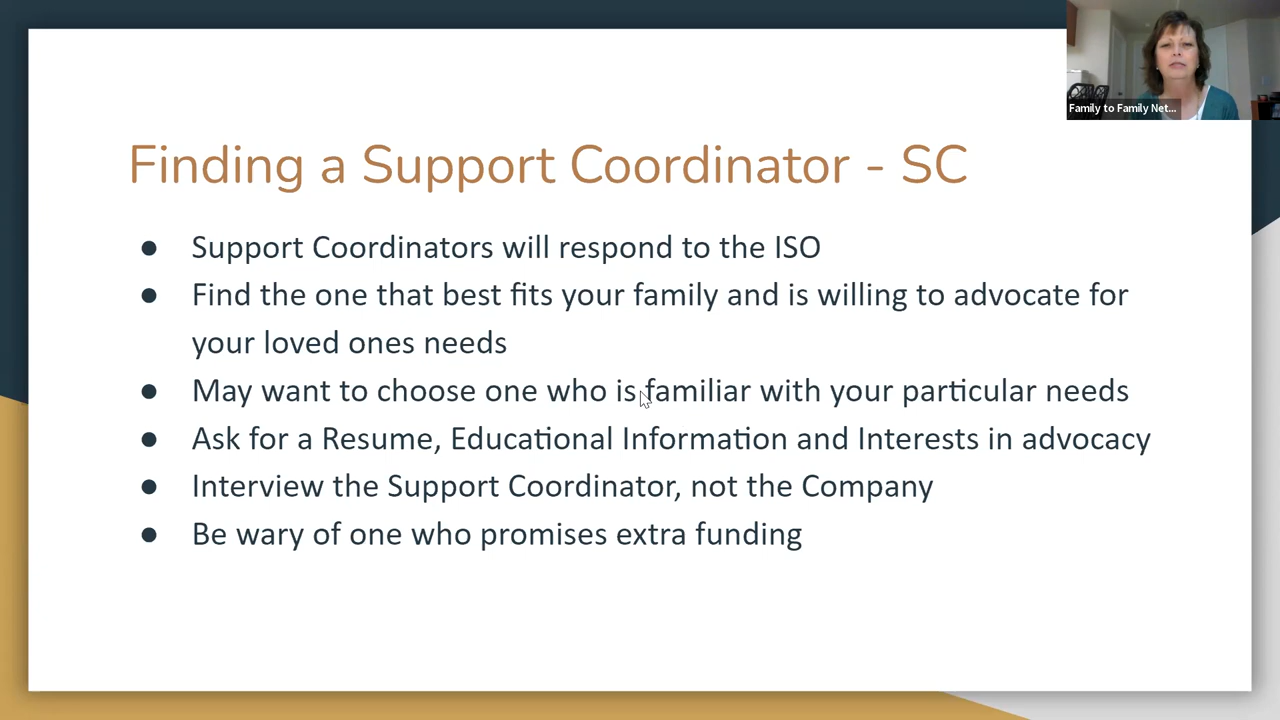 Family to Family Net...
Finding a Support Coordinator - SC
● Support Coordinators will respond to the ISO
● Find the one that best fits your family and is willing to advocate for
your loved ones needs
● May want to choose one who is familiar with your particular needs
● Ask for a Resume, Educational Information and Interests in advocacy
● Interview the Support Coordinator, not the Company
● Be wary of one who promises extra funding